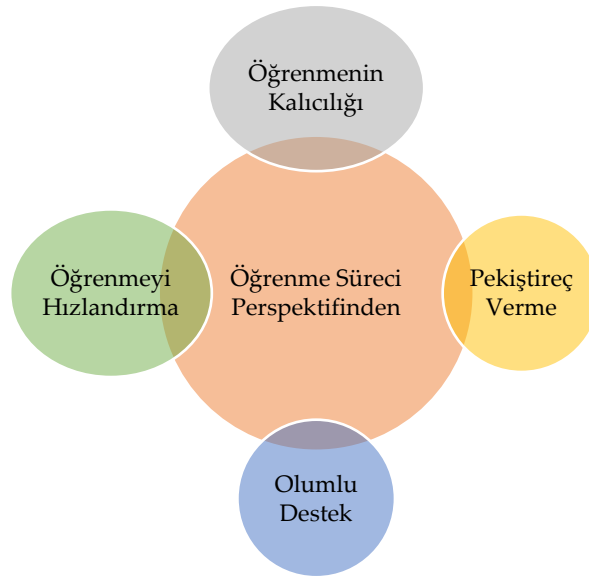 Öğrenmenin
Kalıcılığı
Öğrenmeyi
Hızlandırma
Öğrenme Süreci
Perspektifinden
Pekiştireç
Verme
Olumlu
Destek